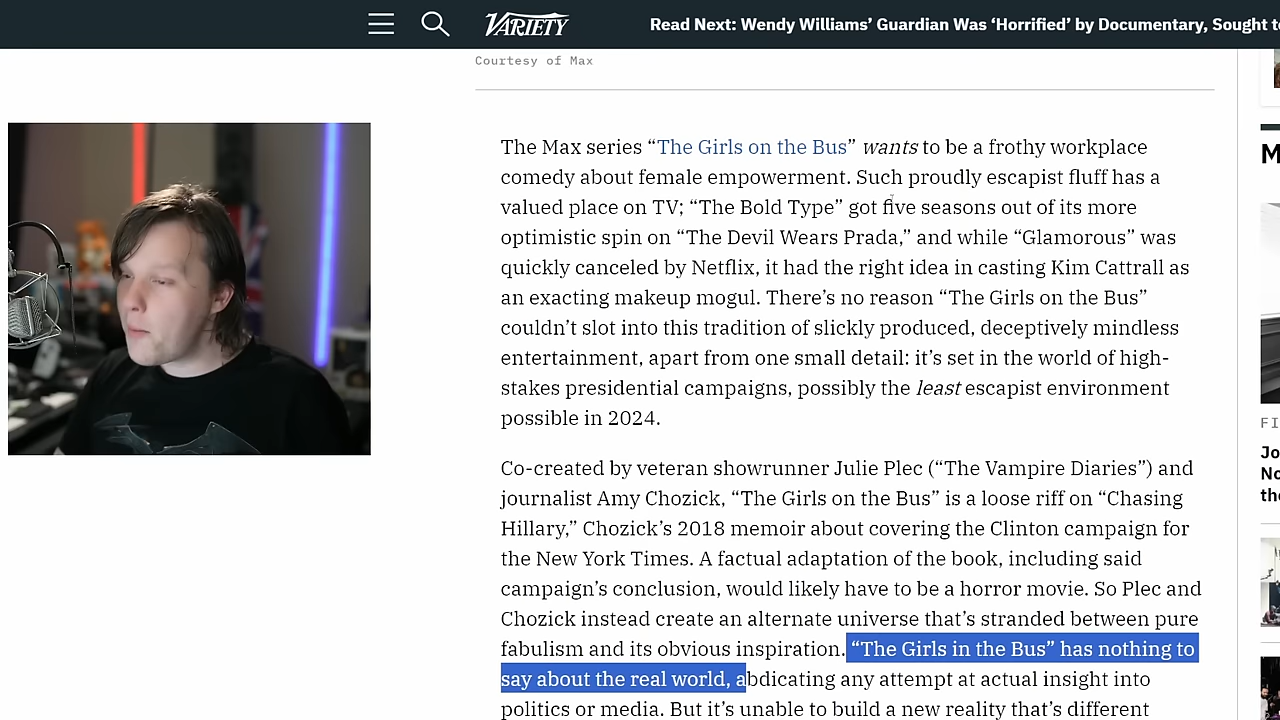 VARIETY
Read Next: Wendy Williams’ Guardian Was ‘Horrified’ by Documentary, Sought
Courtesy of Max
The Max series “The Girls on the Bus” wants to be a frothy workplace
comedy about female empowerment. Such proudly escapist fluff has a
valued place on TV; “The Bold Type” got five seasons out of its more
optimistic spin on “The Devil Wears Prada,” and while “Glamorous” was
quickly canceled by Netflix, it had the right idea in casting Kim Cattrall as
an exacting makeup mogul. There’s no reason “The Girls on the Bus”
couldn’t slot into this tradition of slickly produced, deceptively mindless
entertainment, apart from one small detail: it’s set in the world of high-
stakes presidential campaigns, possibly the least escapist environment
possible in 2024.
Co-created by veteran showrunner Julie Plec (“The Vampire Diaries”) and
journalist Amy Chozick, “The Girls on the Bus” is a loose riff on “Chasing
Hillary,” Chozick’s 2018 memoir about covering the Clinton campaign for
the New York Times. A factual adaptation of the book, including said
campaign’s conclusion, would likely have to be a horror movie. So Plec and
Chozick instead create an alternate universe that’s stranded between pure
fabulism and its obvious inspiration. “The Girls in the Bus” has nothing to
say about the real world, abdicating any attempt at actual insight into
politics or media. But it’s unable to build a new reality that’s different
M
FI
Jo
No
the